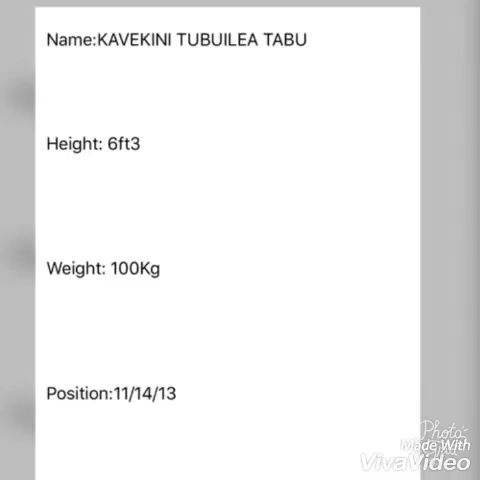 Name:KAVEKINI TUBUILEA TABU
Height: 6ft3
Weight: 100Kg
Position:11/14/13
Photo
Made With
VivaVideo